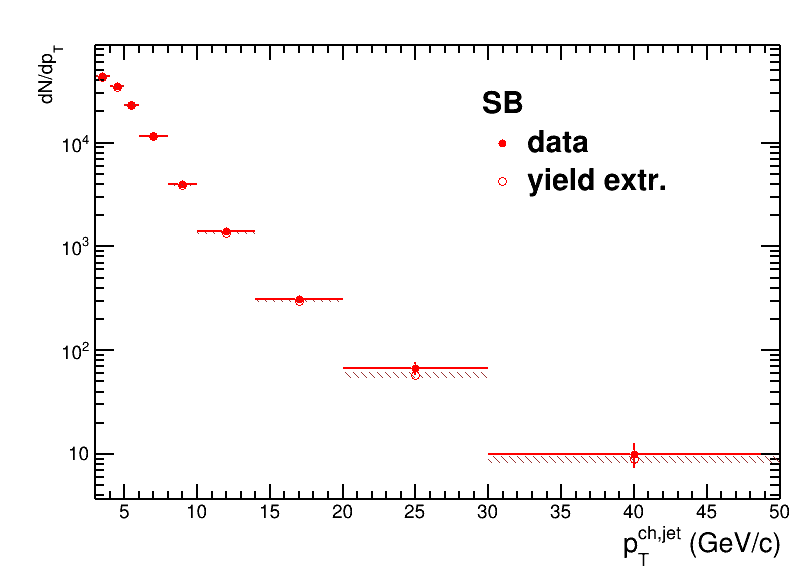 dN/dp_T
SB
data
yield extr.
10^4
10^3
10^2
10
5 10 15 20 25 30 35 40 45 50
p_T^ch,jet (GeV/c)